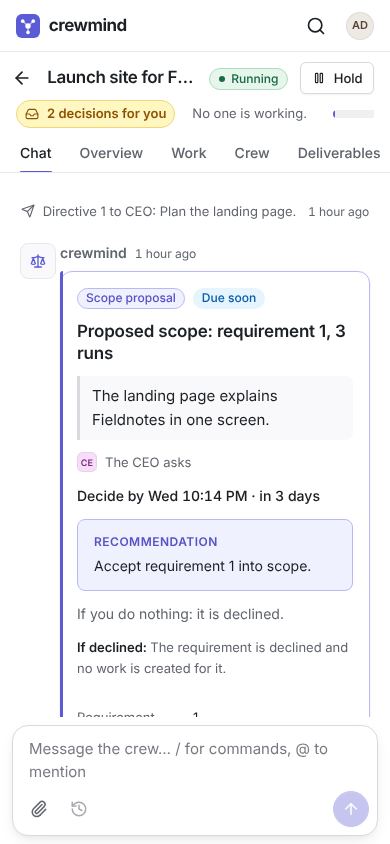 crewmind
AD
Launch site for F...
Running
Hold
2 decisions for you
No one is working.
Chat
Overview
Work
Crew
Deliverables
Directive 1 to CEO: Plan the landing page.
1 hour ago
crewmind 1 hour ago
Scope proposal
Due soon
Proposed scope: requirement 1, 3
runs
The landing page explains
Fieldnotes in one screen.
CE
The CEO asks
Decide by Wed 10:14 PM · in 3 days
RECOMMENDATION
Accept requirement 1 into scope.
If you do nothing: it is declined.
If declined: The requirement is declined and
no work is created for it.
Requirement 1
Message the crew... / for commands, @ to
mention